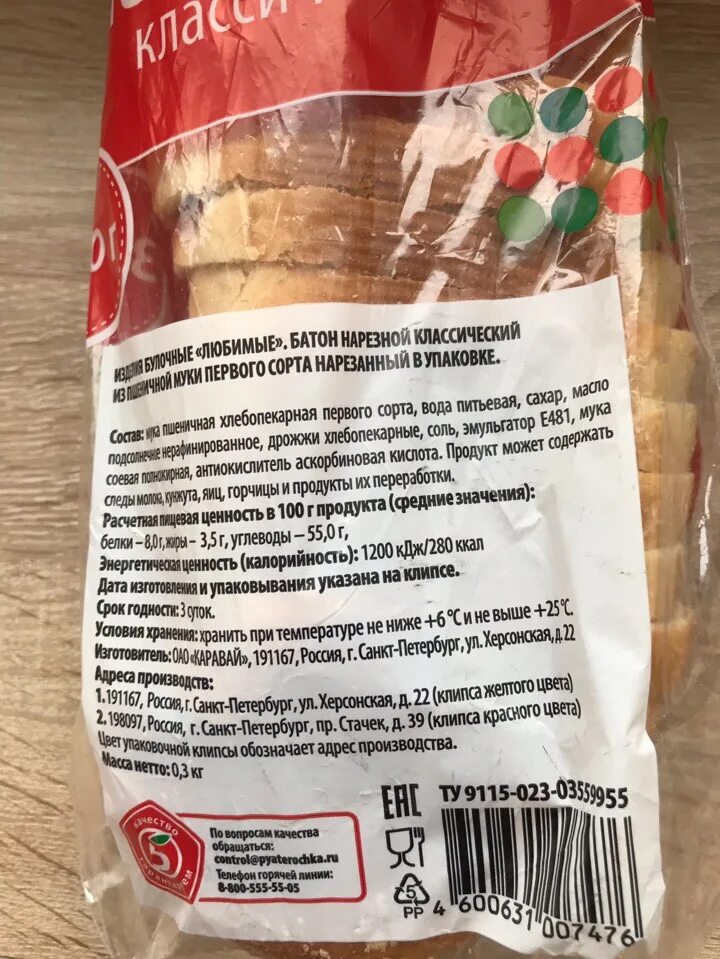 класси
ИЗДЕЛИЯ БУЛОЧНЫЕ «ЛЮБИМЫЕ». БАТОН НАРЕЗНОЙ КЛАССИЧЕСКИЙ
ИЗ ПШЕНИЧНОЙ МУКИ ПЕРВОГО СОРТА НАРЕЗАННЫЙ В УПАКОВКЕ.
Состав: мука пшеничная хлебопекарная первого сорта, вода питьевая, сахар, масло
подсолнечное нерафинированное, дрожжи хлебопекарные, соль, эмульгатор Е481, мука
соевая полножирная, антиокислитель аскорбиновая кислота. Продукт может содержать
следы молока, кунжута, яиц, горчицы и продукты их переработки.
Расчетная пищевая ценность в 100 г продукта (средние значения):
белки – 8,0 г, жиры – 3,5 г, углеводы – 55,0 г,
Энергетическая ценность (калорийность): 1200 кДж/280 ккал
Дата изготовления и упаковывания указана на клипсе.
Срок годности: 3 суток.
Условия хранения: хранить при температуре не ниже +6 °С и не выше +25°С.
Изготовитель: ОАО «КАРАВАЙ», 191167, Россия, г. Санкт-Петербург, ул. Херсонская, д. 22
Адреса производств:
1. 191167, Россия, г. Санкт-Петербург, ул. Херсонская, д. 22 (клипса желтого цвета)
2. 198097, Россия, г. Санкт-Петербург, пр. Стачек, д. 39 (клипса красного цвета)
Цвет упаковочной клипсы обозначает адрес производства.
Масса нетто: 0,3 кг
ЕАС ТУ 9115-023-03559955
качество
гарантируем
По вопросам качества
обращаться:
control@pyaterochka.ru
Телефон горячей линии:
8-800-555-55-05
5
PP
4 600631 007476